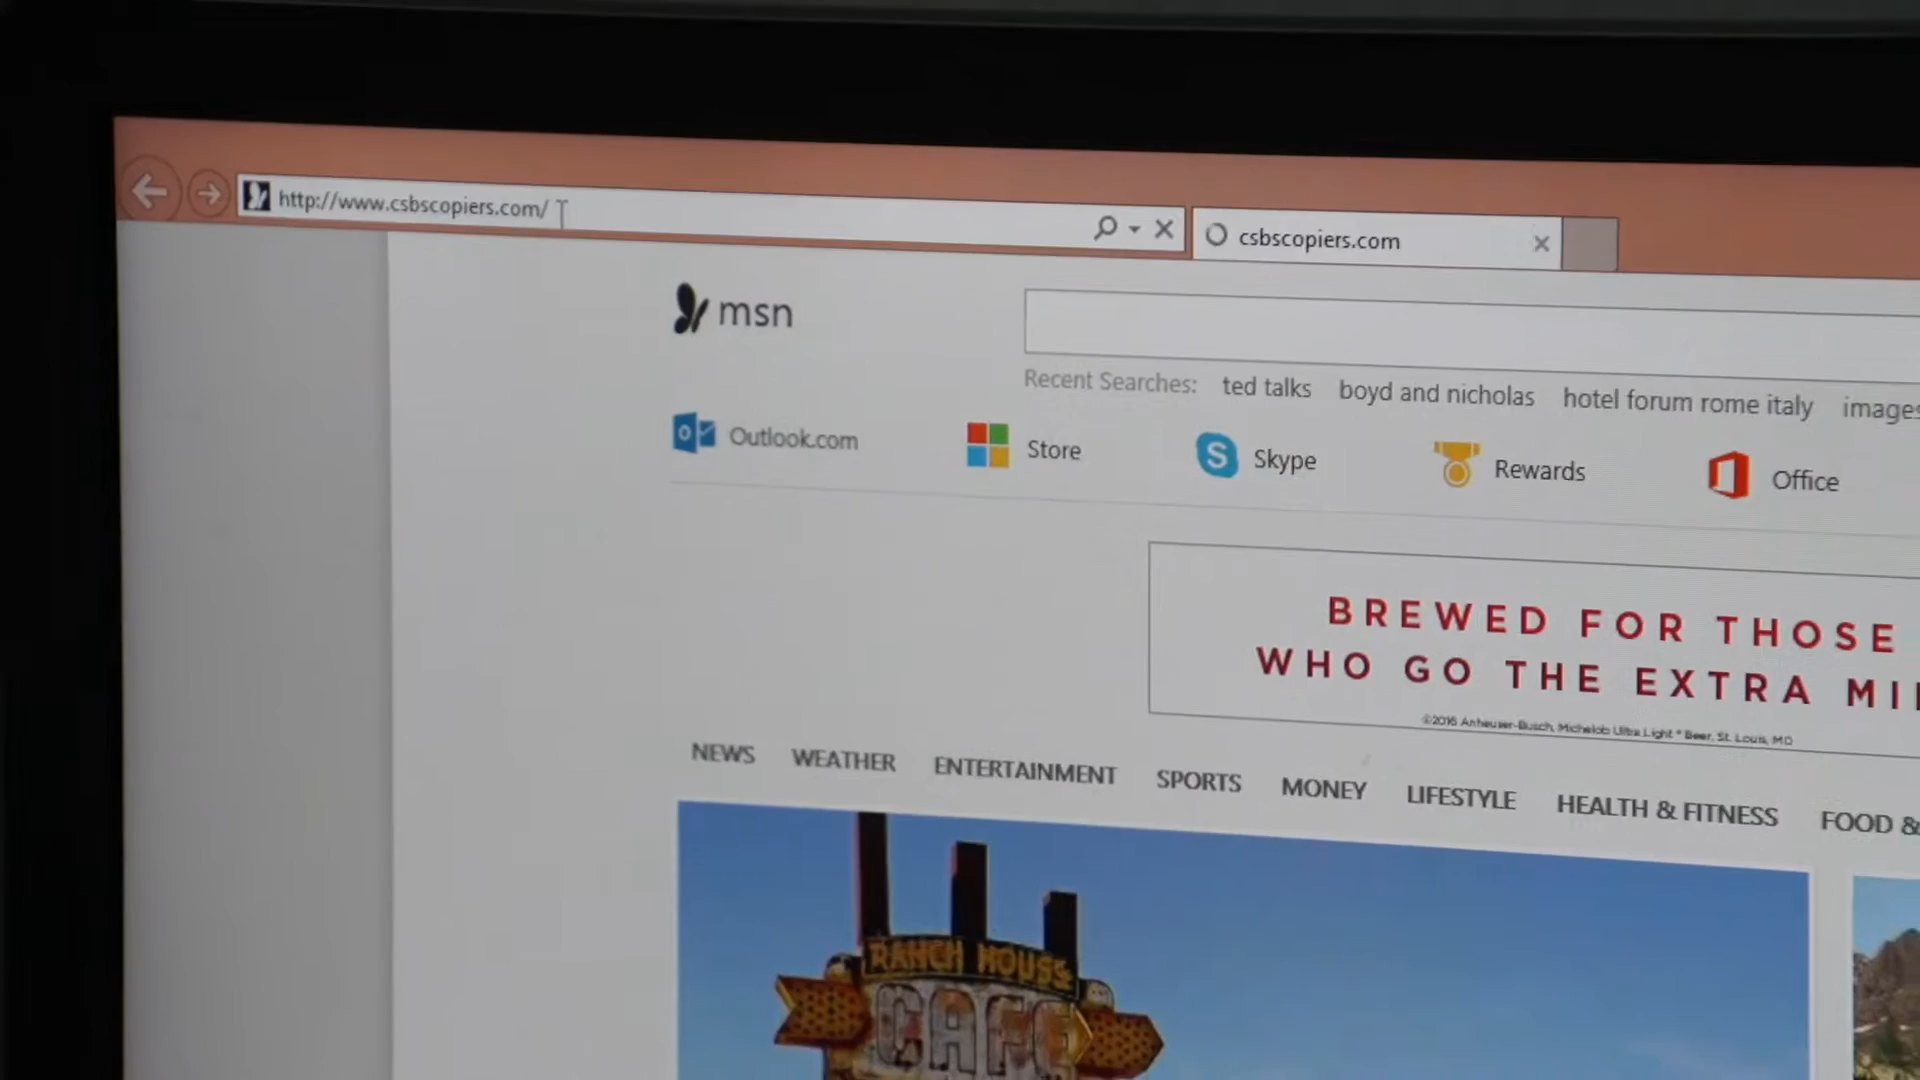 http://www.csbscopiers.com/
csbscopiers.com
msn
Recent Searches: ted talks boyd and nicholas hotel forum rome italy images
Outlook.com Store Skype Rewards Office
BREWED FOR THOSE
WHO GO THE EXTRA MI
©2016 Anheuser-Busch, Michelob Ultra Light * Beer, St. Louis, MO
NEWS WEATHER ENTERTAINMENT SPORTS MONEY LIFESTYLE HEALTH & FITNESS FOOD &
RANCH HOUSE
CAFE